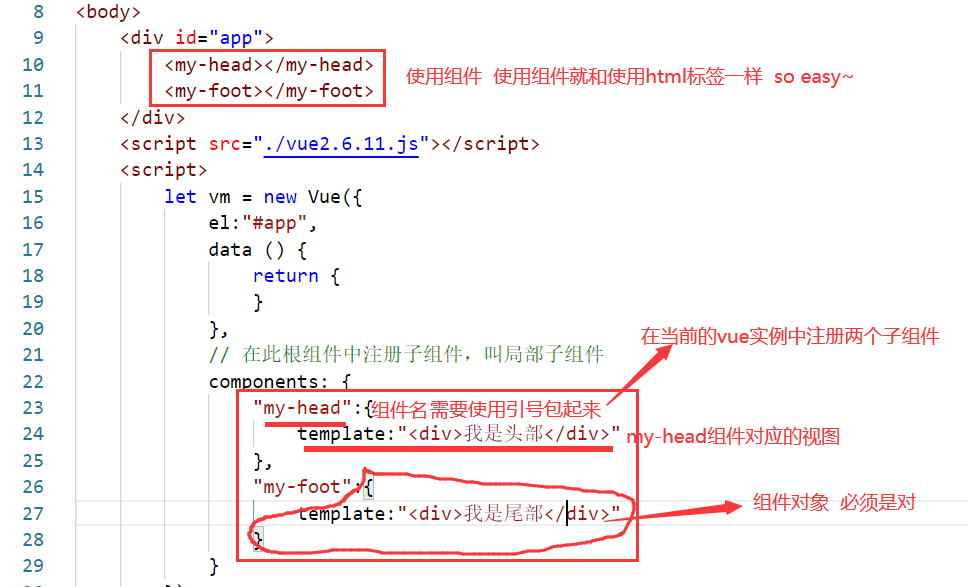 8 <body>
9 <div id="app">
10 <my-head></my-head>
11 <my-foot></my-foot>
使用组件 使用组件就和使用html标签一样 so easy~
12 </div>
13 <script src="./vue2.6.11.js"></script>
14 <script>
15 let vm = new Vue({
16 el:"#app",
17 data () {
18 return {
19 }
20 },
21 // 在此根组件中注册子组件，叫局部子组件
在当前的vue实例中注册两个子组件
22 components: {
23 "my-head":{ 组件名需要使用引号包起来
24 template:"<div>我是头部</div>" my-head组件对应的视图
25 },
26 "my-foot":{
27 template:"<div>我是尾部</div>" 组件对象 必须是对
28 }
29 }